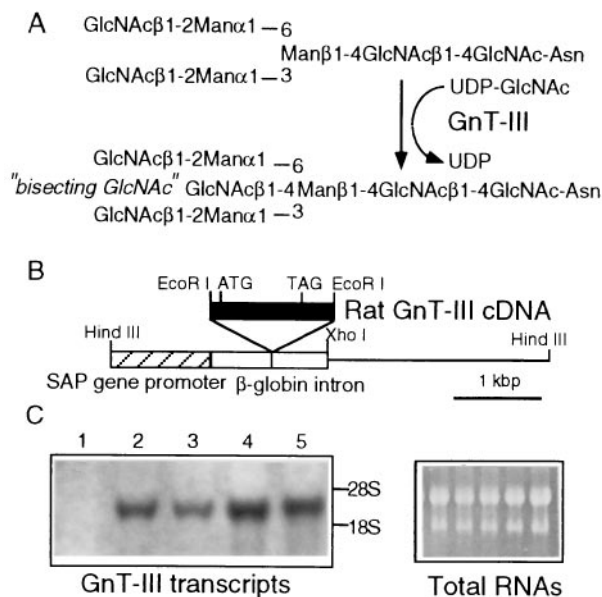 A
GlcNAcβ1-2Manα1－6
Manβ1-4GlcNAcβ1-4GlcNAc-Asn
GlcNAcβ1-2Manα1－3
UDP-GlcNAc
GnT-III
UDP
GlcNAcβ1-2Manα1－6
"bisecting GlcNAc" GlcNAcβ1-4Manβ1-4GlcNAcβ1-4GlcNAc-Asn
GlcNAcβ1-2Manα1－3
B
EcoR I ATG TAG EcoR I
Rat GnT-III cDNA
Hind III Xho I Hind III
SAP gene promoter β-globin intron
1 kbp
C
1 2 3 4 5
28S
18S
GnT-III transcripts Total RNAs